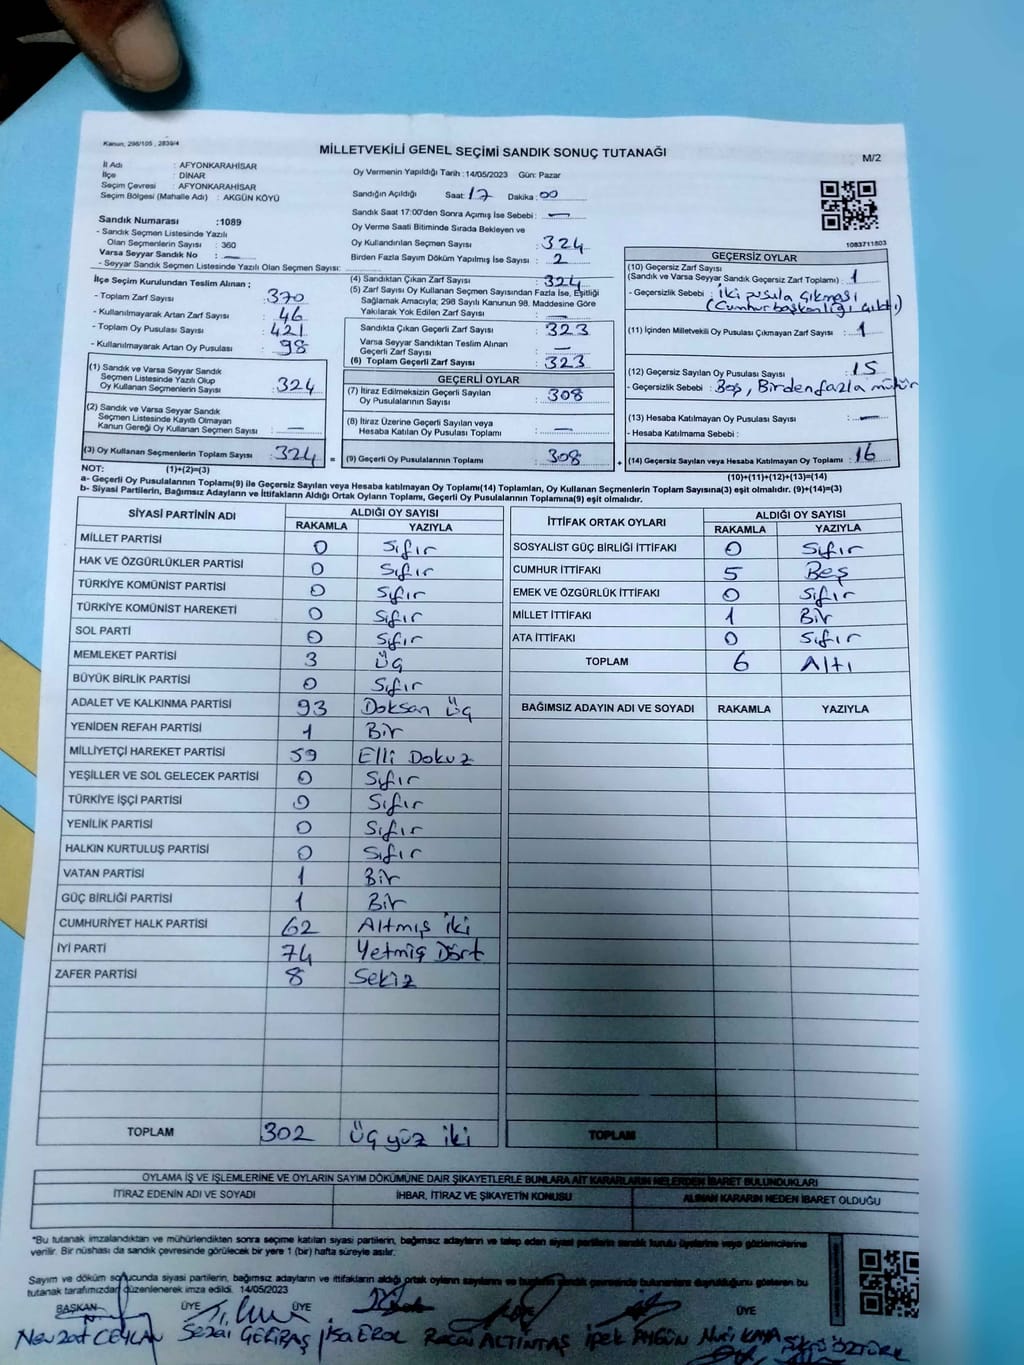 Kanun, 298/105 , 2839/4
MİLLETVEKİLİ GENEL SEÇİMİ SANDIK SONUÇ TUTANAĞI
M/2
İl Adı : AFYONKARAHİSAR
İlçe : DİNAR
Seçim Çevresi : AFYONKARAHİSAR
Seçim Bölgesi (Mahalle Adı) : AKGÜN KÖYÜ
Oy Vermenin Yapıldığı Tarih : 14/05/2023 Gün: Pazar
Sandığın Açıldığı Saat: 17 Dakika : 00
Sandık Saat 17:00'den Sonra Açımış İse Sebebi : —
Oy Verme Saati Bitiminde Sırada Bekleyen ve
Oy Kullandırılan Seçmen Sayısı : 324
Birden Fazla Sayım Döküm Yapılmış İse Sayısı : 2
1083711803
Sandık Numarası : 1089
- Sandık Seçmen Listesinde Yazılı
Olan Seçmenlerin Sayısı : 360
Varsa Seyyar Sandık No : —
- Seyyar Sandık Seçmen Listesinde Yazılı Olan Seçmen Sayısı:
İlçe Seçim Kurulundan Teslim Alınan ;
- Toplam Zarf Sayısı : 370
- Kullanılmayarak Artan Zarf Sayısı : 46
- Toplam Oy Pusulası Sayısı : 421
- Kullanılmayarak Artan Oy Pusulası : 98
(1) Sandık ve Varsa Seyyar Sandık
Seçmen Listesinde Yazılı Olup
Oy Kullanan Seçmenlerin Sayısı : 324
(2) Sandık ve Varsa Seyyar Sandık
Seçmen Listesinde Kayıtlı Olmayan
Kanun Gereği Oy Kullanan Seçmen Sayısı : —
(3) Oy Kullanan Seçmenlerin Toplam Sayısı : 324
(4) Sandıktan Çıkan Zarf Sayısı : 324
(5) Zarf Sayısı Oy Kullanan Seçmen Sayısından Fazla İse, Eşitliği
Sağlamak Amacıyla; 298 Sayılı Kanunun 98. Maddesine Göre
Yakılarak Yok Edilen Zarf Sayısı : —
Sandıkta Çıkan Geçerli Zarf Sayısı : 323
Varsa Seyyar Sandıktan Teslim Alınan
Geçerli Zarf Sayısı : —
(6) Toplam Geçerli Zarf Sayısı : 323
GEÇERLİ OYLAR
(7) İtiraz Edilmeksizin Geçerli Sayılan
Oy Pusulalarının Sayısı : 308
(8) İtiraz Üzerine Geçerli Sayılan veya
Hesaba Katılan Oy Pusulası Toplamı : —
= (9) Geçerli Oy Pusulalarının Toplamı : 308
GEÇERSİZ OYLAR
(10) Geçersiz Zarf Sayısı
(Sandık ve Varsa Seyyar Sandık Geçersiz Zarf Toplamı) : 1
- Geçersizlik Sebebi : İki pusula çıkması
(Cumhurbaşkanlığı çıktı)
(11) İçinden Milletvekili Oy Pusulası Çıkmayan Zarf Sayısı : 1
(12) Geçersiz Sayılan Oy Pusulası Sayısı : 15
- Geçersizlik Sebebi : Boş, Birden fazla mühür
(13) Hesaba Katılmayan Oy Pusulası Sayısı : —
- Hesaba Katılmama Sebebi :
+ (14) Geçersiz Sayılan veya Hesaba Katılmayan Oy Toplamı : 16
NOT: (1)+(2)=(3)
(10)+(11)+(12)+(13)=(14)
a- Geçerli Oy Pusulalarının Toplamı(9) ile Geçersiz Sayılan veya Hesaba Katılmayan Oy Toplamı(14) Toplamları, Oy Kullanan Seçmenlerin Toplam Sayısına(3) eşit olmalıdır. (9)+(14)=(3)
b- Siyasi Partilerin, Bağımsız Adayların ve İttifakların Aldığı Ortak Oyların Toplamı, Geçerli Oy Pusulalarının Toplamına(9) eşit olmalıdır.
SİYASİ PARTİNİN ADI ALDIĞI OY SAYISI
RAKAMLA YAZIYLA
MİLLET PARTİSİ 0 Sıfır
HAK VE ÖZGÜRLÜKLER PARTİSİ 0 Sıfır
TÜRKİYE KOMÜNİST PARTİSİ 0 Sıfır
TÜRKİYE KOMÜNİST HAREKETİ 0 Sıfır
SOL PARTİ 0 Sıfır
MEMLEKET PARTİSİ 3 Üç
BÜYÜK BİRLİK PARTİSİ 0 Sıfır
ADALET VE KALKINMA PARTİSİ 93 Doksan Üç
YENİDEN REFAH PARTİSİ 1 Bir
MİLLİYETÇİ HAREKET PARTİSİ 59 Elli Dokuz
YEŞİLLER VE SOL GELECEK PARTİSİ 0 Sıfır
TÜRKİYE İŞÇİ PARTİSİ 0 Sıfır
YENİLİK PARTİSİ 0 Sıfır
HALKIN KURTULUŞ PARTİSİ 0 Sıfır
VATAN PARTİSİ 1 Bir
GÜÇ BİRLİĞİ PARTİSİ 1 Bir
CUMHURİYET HALK PARTİSİ 62 Altmış iki
İYİ PARTİ 74 Yetmiş Dört
ZAFER PARTİSİ 8 Sekiz
TOPLAM 302 Üç yüz iki
İTTİFAK ORTAK OYLARI ALDIĞI OY SAYISI
RAKAMLA YAZIYLA
SOSYALİST GÜÇ BİRLİĞİ İTTİFAKI 0 Sıfır
CUMHUR İTTİFAKI 5 Beş
EMEK VE ÖZGÜRLÜK İTTİFAKI 0 Sıfır
MİLLET İTTİFAKI 1 Bir
ATA İTTİFAKI 0 Sıfır
TOPLAM 6 Altı
BAĞIMSIZ ADAYIN ADI VE SOYADI RAKAMLA YAZIYLA
TOPLAM
OYLAMA İŞ VE İŞLEMLERİNE VE OYLARIN SAYIM DÖKÜMÜNE DAİR ŞİKAYETLERLE BUNLARA AİT KARARLARIN NELERDEN İBARET BULUNDUKLARI
İTİRAZ EDENİN ADI VE SOYADI İHBAR, İTİRAZ VE ŞİKAYETİN KONUSU ALINAN KARARIN NEDEN İBARET OLDUĞU
"Bu tutanak imzalandıktan ve mühürlendikten sonra seçime katılan siyasi partilerin, bağımsız adayların ve talep eden siyasi partilerin sandık kurulu üyelerine veya gözlemcilerine
verilir. Bir nüshası da sandık çevresinde görülecek bir yere 1 (bir) hafta süreyle asılır.
Sayım ve döküm sonucunda siyasi partilerin, bağımsız adayların ve ittifakların aldığı ortak oyların sayılarını ve bunların sandık çevresinde bulunanlara duyrulduğunu gösteren bu
tutanak tarafımızdan düzenlenerek imza edildi. 14/05/2023
BAŞKAN ÜYE ÜYE ÜYE
Nevzat CEYLAN Sezai GERİBAŞ İsa EROL Recai ALTINTAŞ İpek AYGÜN Nuri KAYA ÖZTÜRK